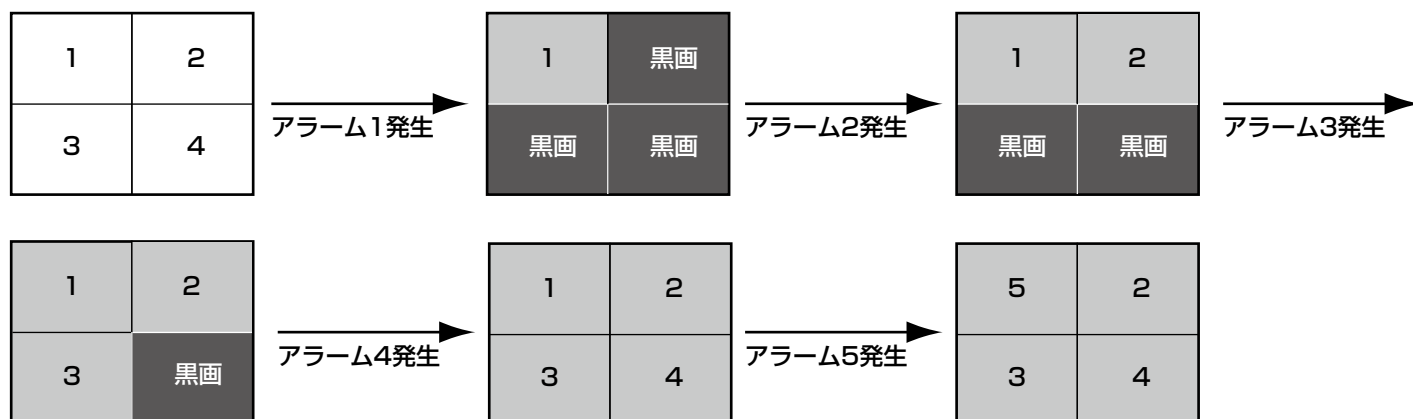 1 2 1 黒画 1 2
アラーム1発生 アラーム2発生 アラーム3発生
3 4 黒画 黒画 黒画 黒画
1 2 1 2 5 2
アラーム4発生 アラーム5発生
3 黒画 3 4 3 4